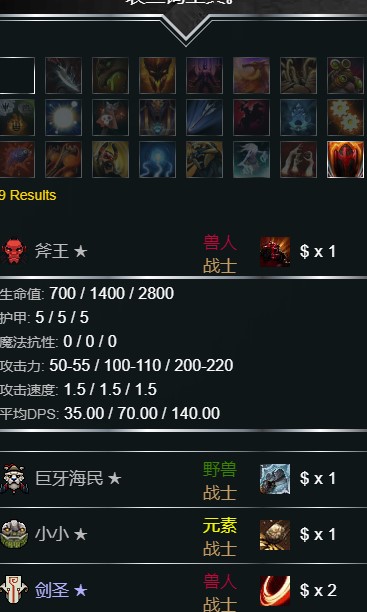 9 Results
斧王 ★
兽人
战士
$ x 1
生命值: 700 / 1400 / 2800
护甲: 5 / 5 / 5
魔法抗性: 0 / 0 / 0
攻击力: 50-55 / 100-110 / 200-220
攻击速度: 1.5 / 1.5 / 1.5
平均DPS: 35.00 / 70.00 / 140.00
巨牙海民 ★
野兽
战士
$ x 1
小小 ★
元素
战士
$ x 1
剑圣 ★
兽人
战士
$ x 2